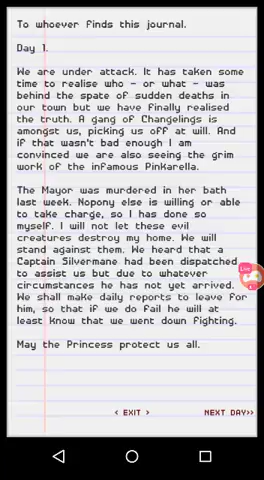 To whoever finds this journal.
Day 1.
We are under attack. It has taken some
time to realise who - or what - was
behind the spate of sudden deaths in
our town but we have finally realised
the truth. A gang of Changelings is
amongst us, picking us off at will. And
if that wasn't bad enough I am
convinced we are also seeing the grim
work of the infamous Pinkarella.
The Mayor was murdered in her bath
last week. Nopony else is willing or able
to take charge, so I has done so
myself. I will not let these evil
creatures destroy my home. We will
stand against them. We heard that a
Captain Silvermane had been dispatched
to assist us but due to whatever
circumstances he has not yet arrived.
We shall make daily reports to leave for
him, so that if we do fail he will at
least know that we went down fighting.
May the Princess protect us all.
< EXIT >
NEXT DAY>>
Live